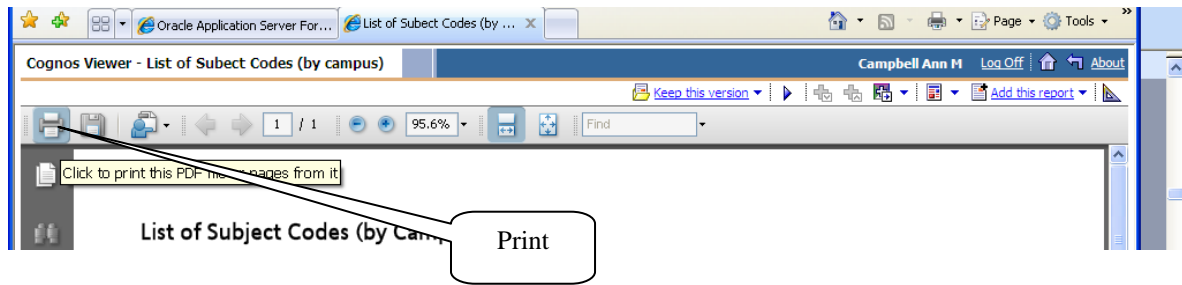 Oracle Application Server For... List of Subect Codes (by ... X Page Tools »
Cognos Viewer - List of Subect Codes (by campus) Campbell Ann M Log Off About
Keep this version Add this report
1 / 1 95.6% Find
Click to print this PDF pages from it
List of Subject Codes (by
Print